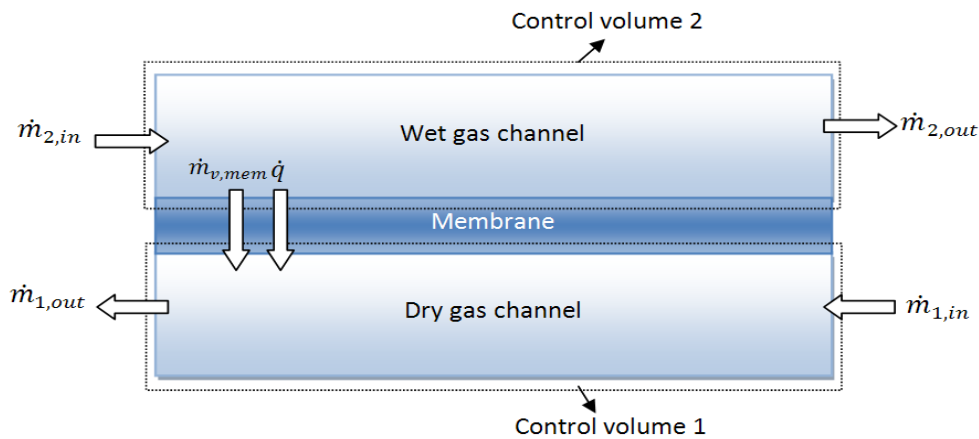 Control volume 2
ṁ2,in
Wet gas channel
ṁ2,out
ṁv,mem q̇
Membrane
ṁ1,out
Dry gas channel
ṁ1,in
Control volume 1